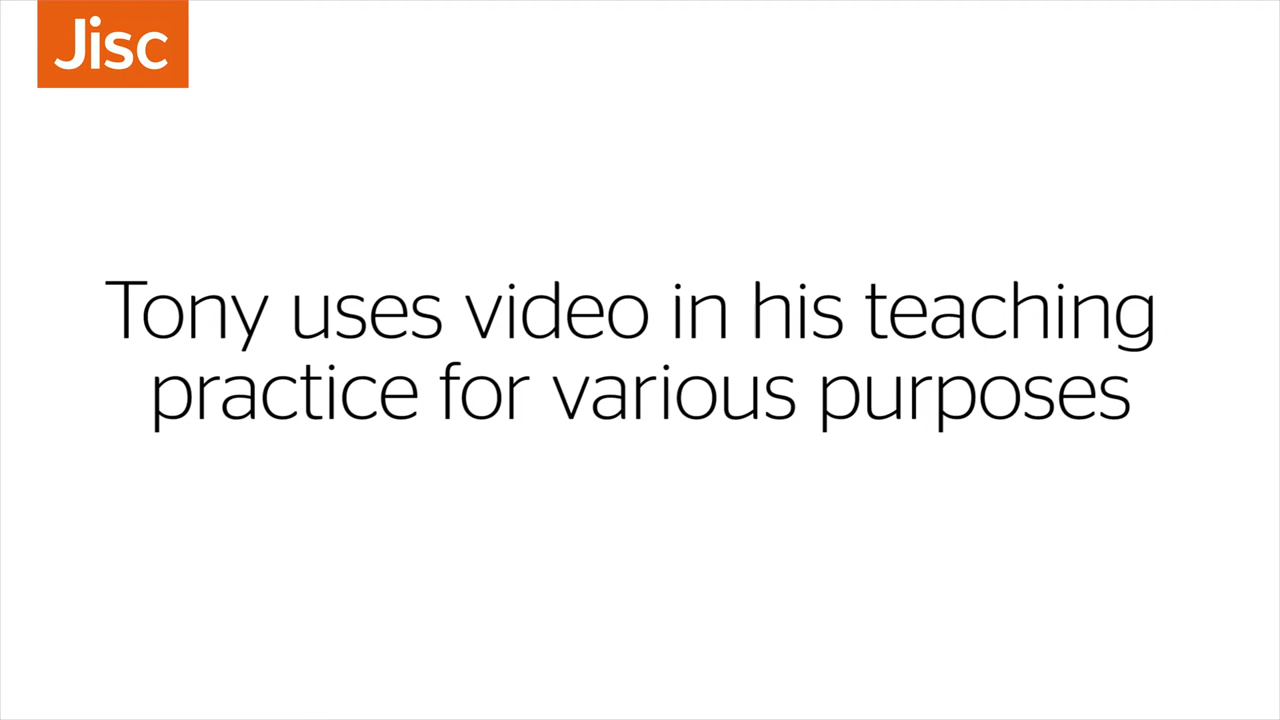 Jisc
Tony uses video in his teaching
practice for various purposes